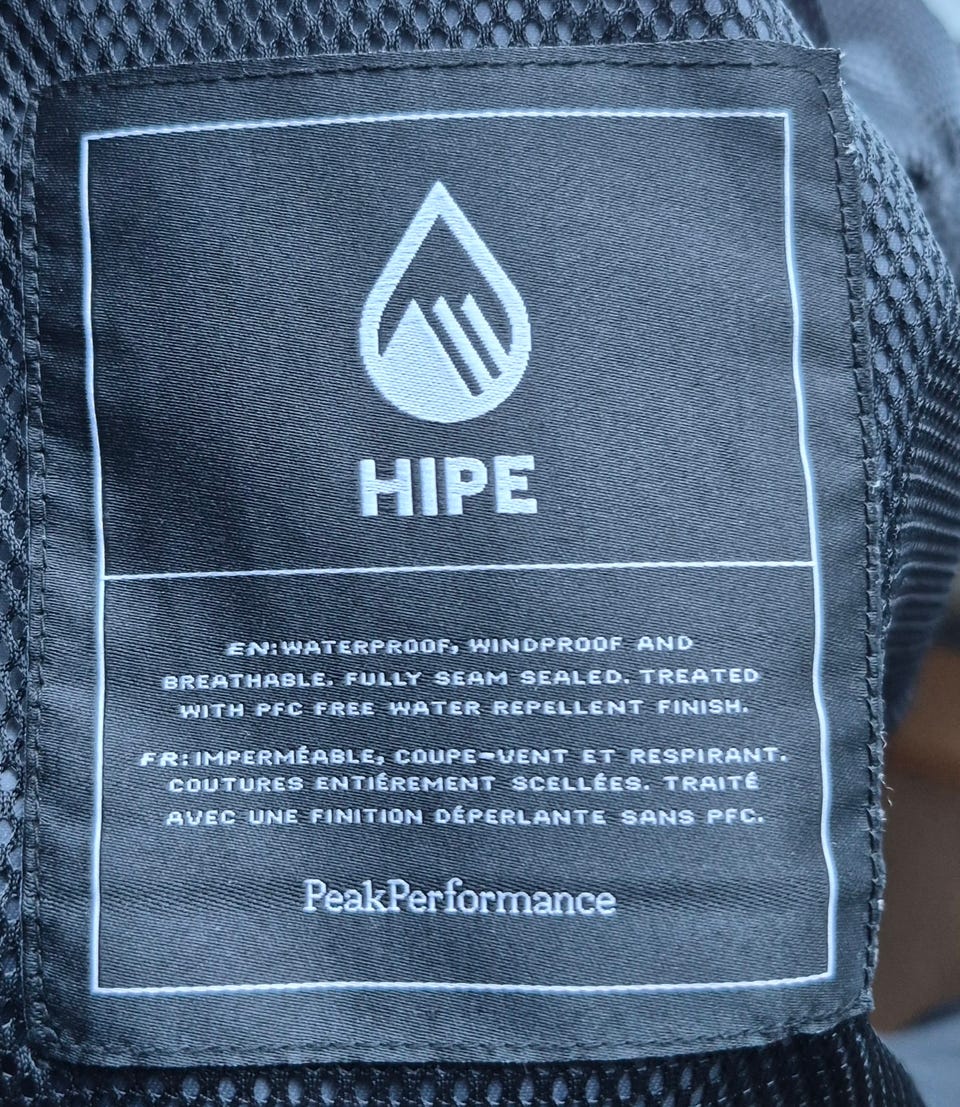 HIPE
EN:WATERPROOF, WINDPROOF AND
BREATHABLE. FULLY SEAM SEALED. TREATED
WITH PFC FREE WATER REPELLENT FINISH.
FR:IMPERMÉABLE, COUPE-VENT ET RESPIRANT.
COUTURES ENTIÉREMENT SCELLÉES. TRAITÉ
AVEC UNE FINITION DÉPERLANTE SANS PFC.
PeakPerformance